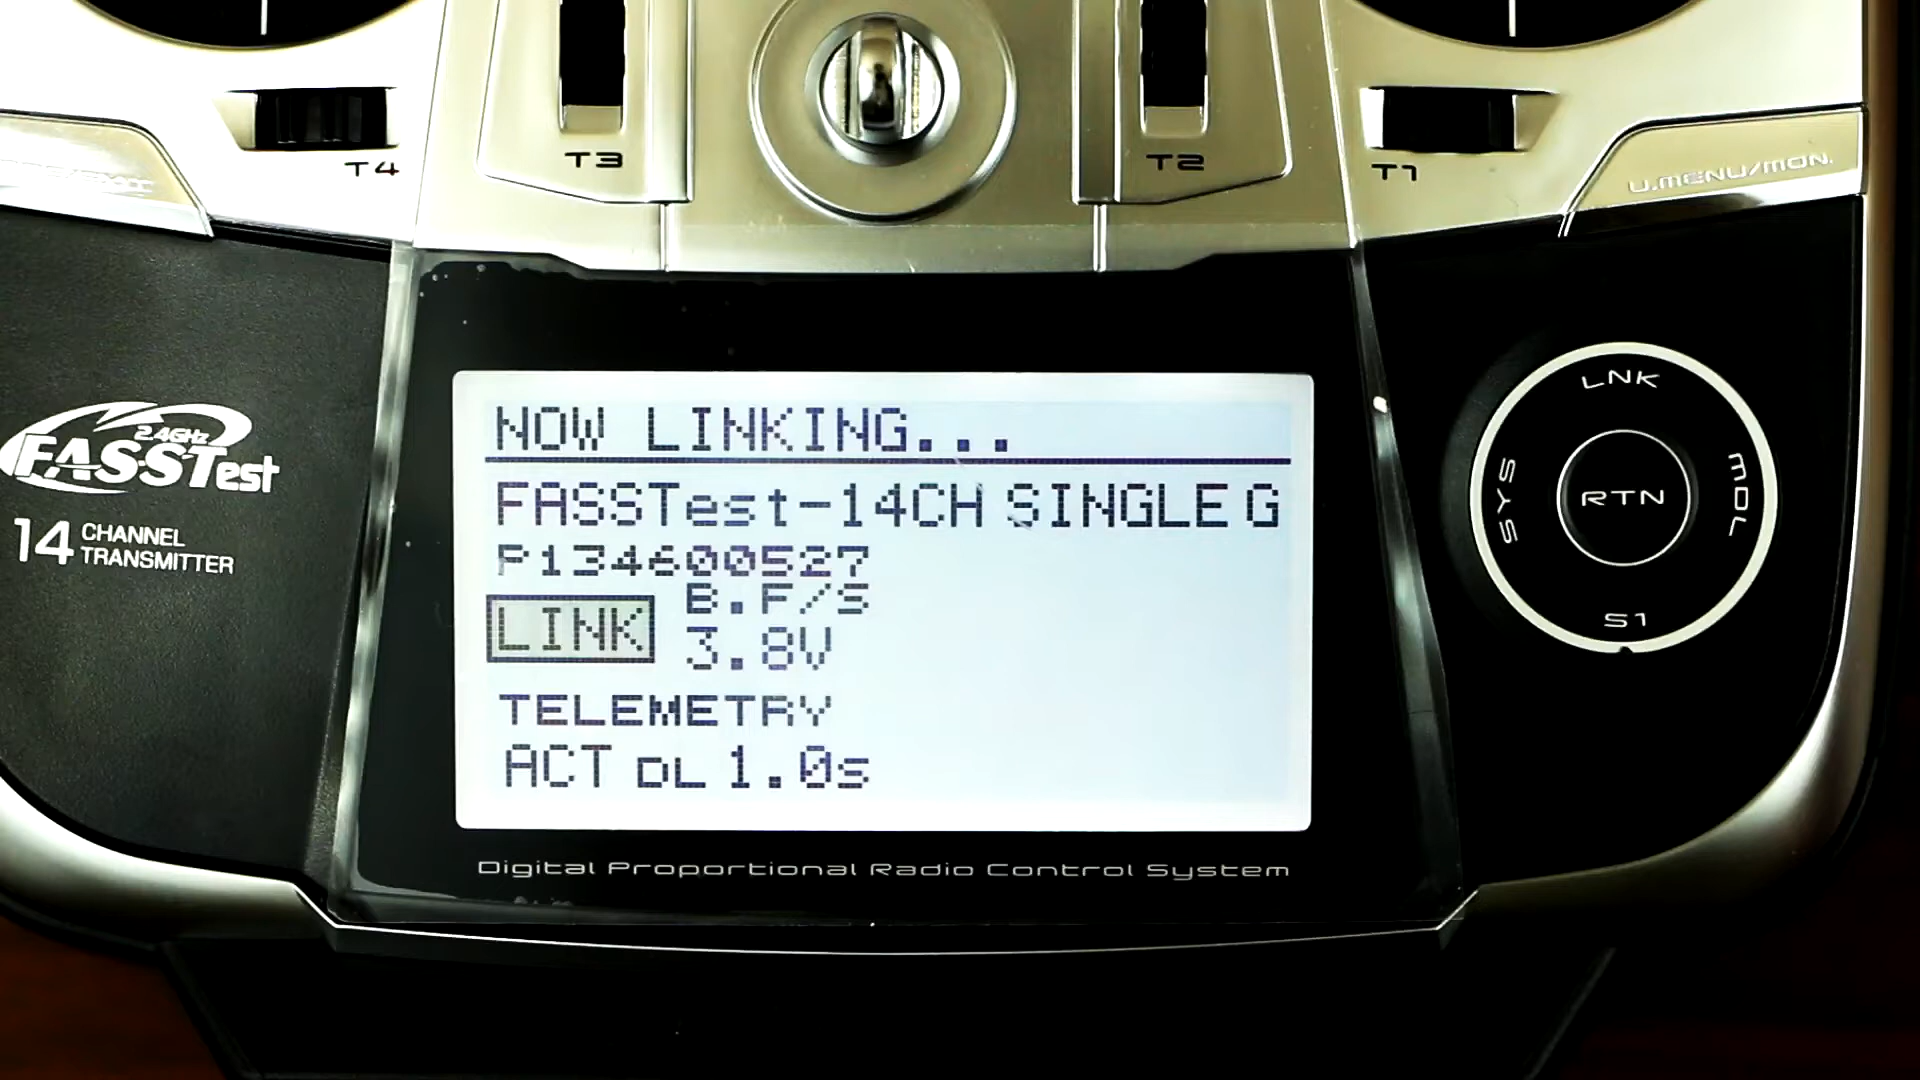 T4
T3
T2
T1
U.MENU/MON.
NOW LINKING...
FASSTest-14CH SINGLE G
P134600527
LINK
B.F/S
3.8V
TELEMETRY
ACT DL 1.0s
Digital Proportional Radio Control System
2.4GHz
FASSTest
14 CHANNEL
TRANSMITTER
LNK
SYS
RTN
MDL
S1